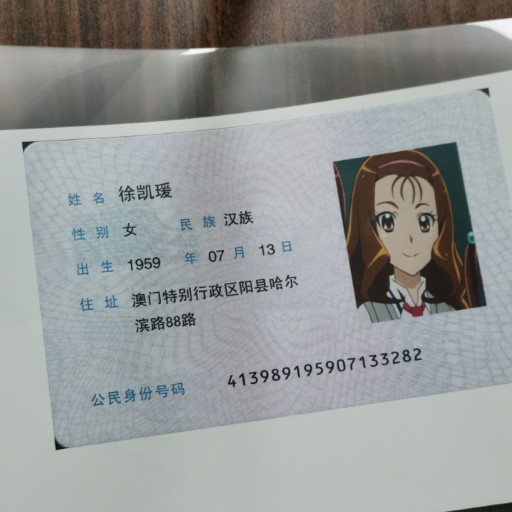 姓名 徐凯瑷
性别 女 民族 汉族
出生 1959 年 07 月 13 日
住址 澳门特别行政区阳县哈尔
滨路88路
公民身份号码 413989195907133282